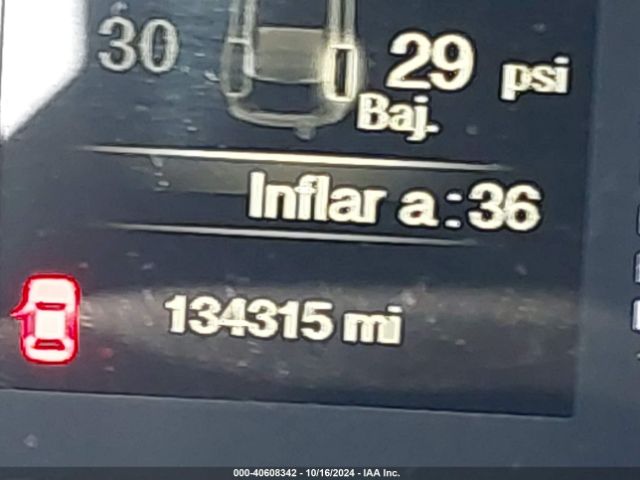 30 29 psi
Baj.
Inflar a:36
134315 mi
000-40608342 - 10/16/2024 - IAA Inc.